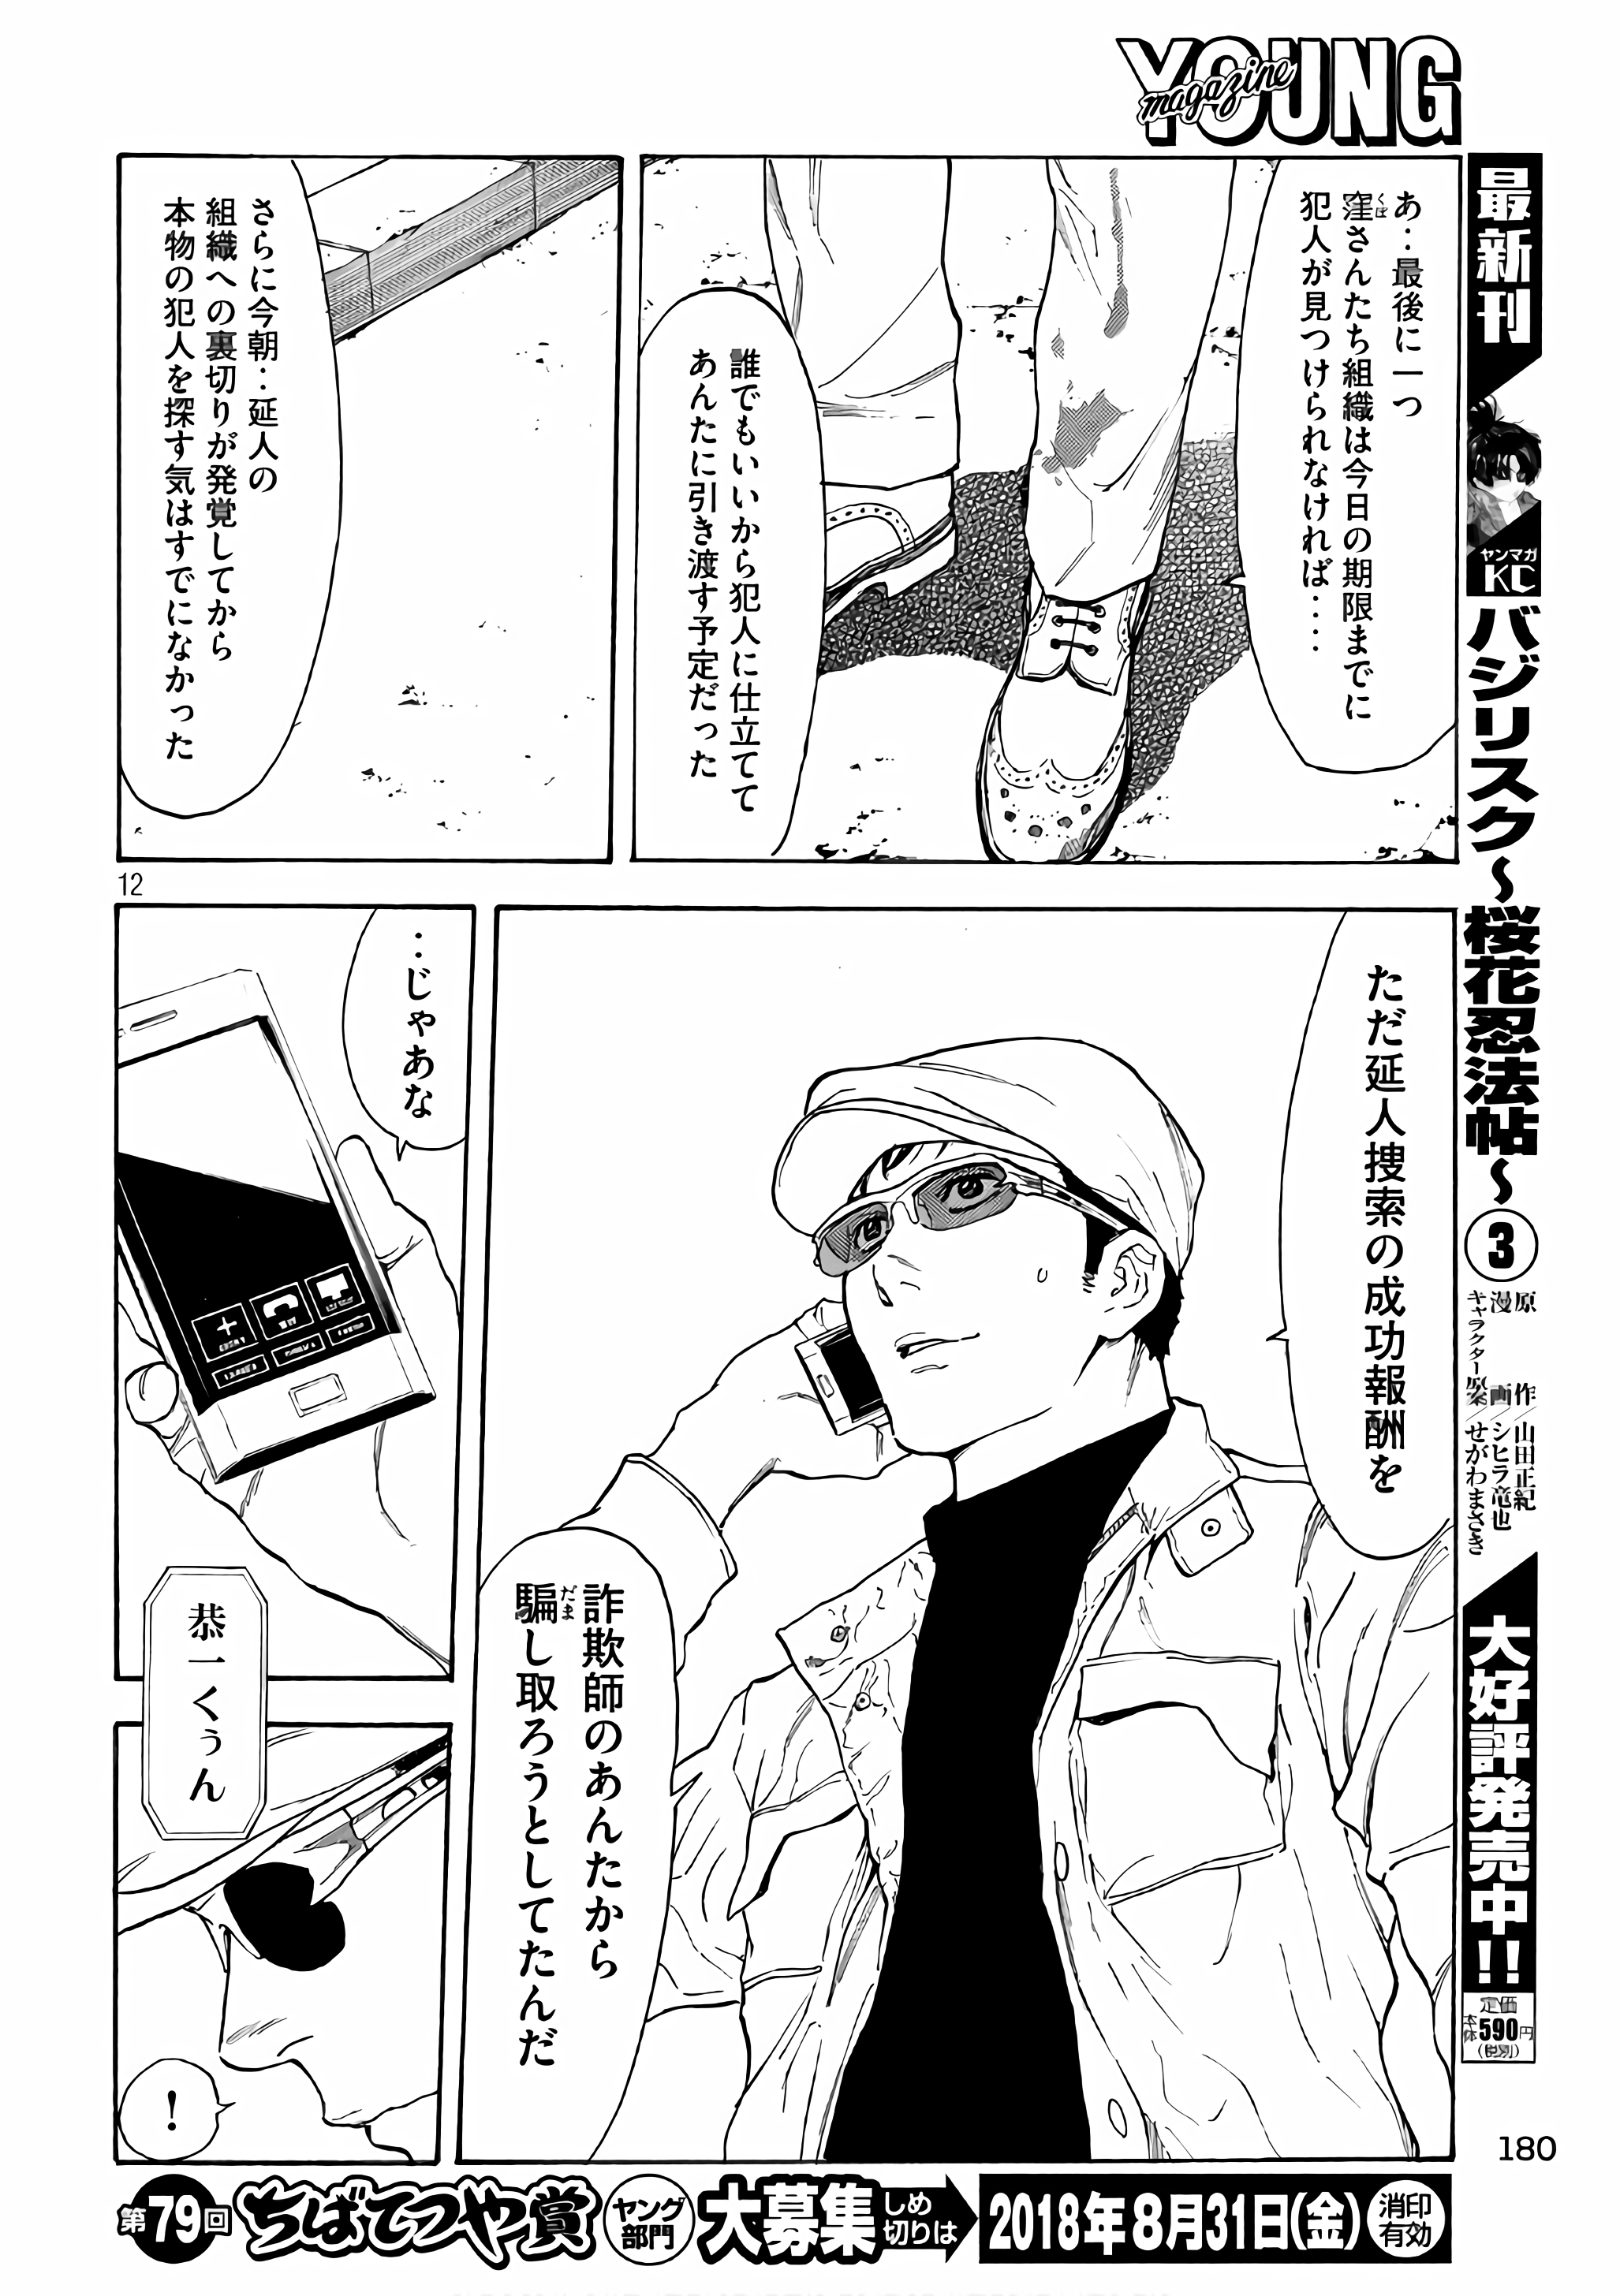 YOUNG
magazine
あ‥最後に一つ
窪さんたち組織は今日の期限までに
くぼ
犯人が見つけられなければ‥‥
誰でもいいから犯人に仕立てて
あんたに引き渡す予定だった
さらに今朝‥延人の
組織への裏切りが発覚してから
本物の犯人を探す気はすでになかった
12
ただ延人捜索の成功報酬を
詐欺師のあんたから
騙し取ろうとしてたんだ
だま
‥じゃあな
恭一くぅん
！
最新刊
ヤンマガ
KC
バジリスク〜桜花忍法帖〜③
原作／山田正紀
漫画／シヒラ竜也
キャラクター原案／せがわまさき
大好評発売中!!
定価
本体590円
(税別)
180
第79回
ちばてつや賞
ヤング
部門
大募集
しめ
切りは
2018年8月31日(金)
消印
有効